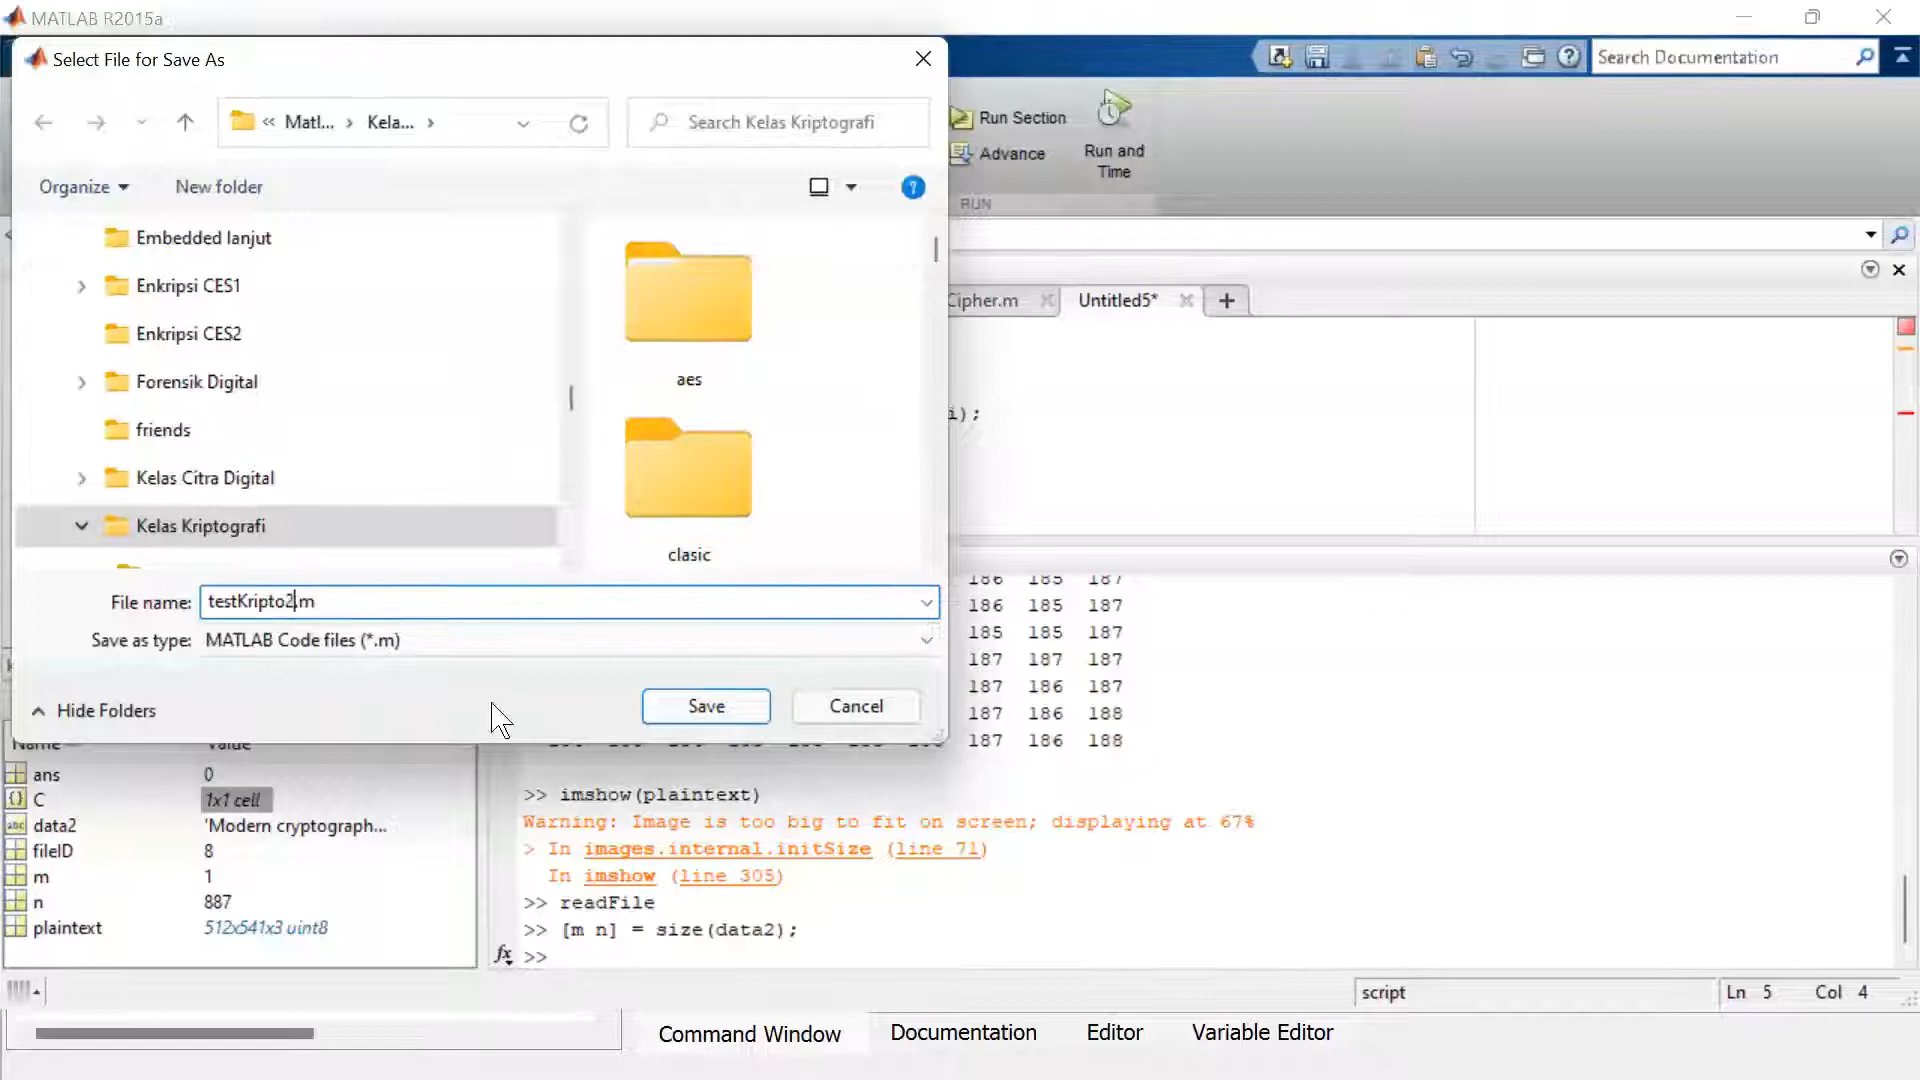 MATLAB R2015a
Select File for Save As
« Matl... › Kela... ›
Search Kelas Kriptografi
Organize
New folder
Embedded lanjut
Enkripsi CES1
Enkripsi CES2
Forensik Digital
friends
Kelas Citra Digital
Kelas Kriptografi
aes
clasic
File name: testKripto2.m
Save as type: MATLAB Code files (*.m)
Hide Folders
Save
Cancel
Search Documentation
Run Section
Advance
Run and
Time
RUN
Cipher.m
Untitled5*
i);
186 185 187
186 185 187
185 185 187
187 187 187
187 186 187
187 186 188
187 186 188
Name Value
ans 0
C 1x1 cell
data2 'Modern cryptograph...
fileID 8
m 1
n 887
plaintext 512x541x3 uint8
>> imshow(plaintext)
Warning: Image is too big to fit on screen; displaying at 67%
> In images.internal.initSize (line 71)
In imshow (line 305)
>> readFile
>> [m n] = size(data2);
fx >>
script
Ln 5 Col 4
Command Window
Documentation
Editor
Variable Editor